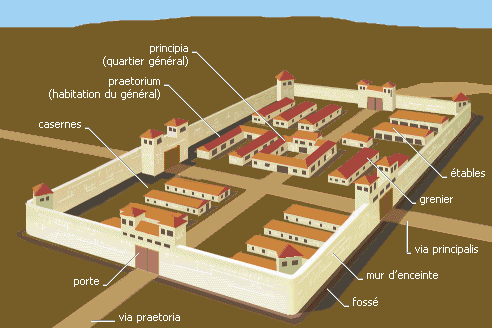 principia
(quartier général)
praetorium
(habitation du général)
casernes
étables
grenier
via principalis
mur d'enceinte
porte
fossé
via praetoria